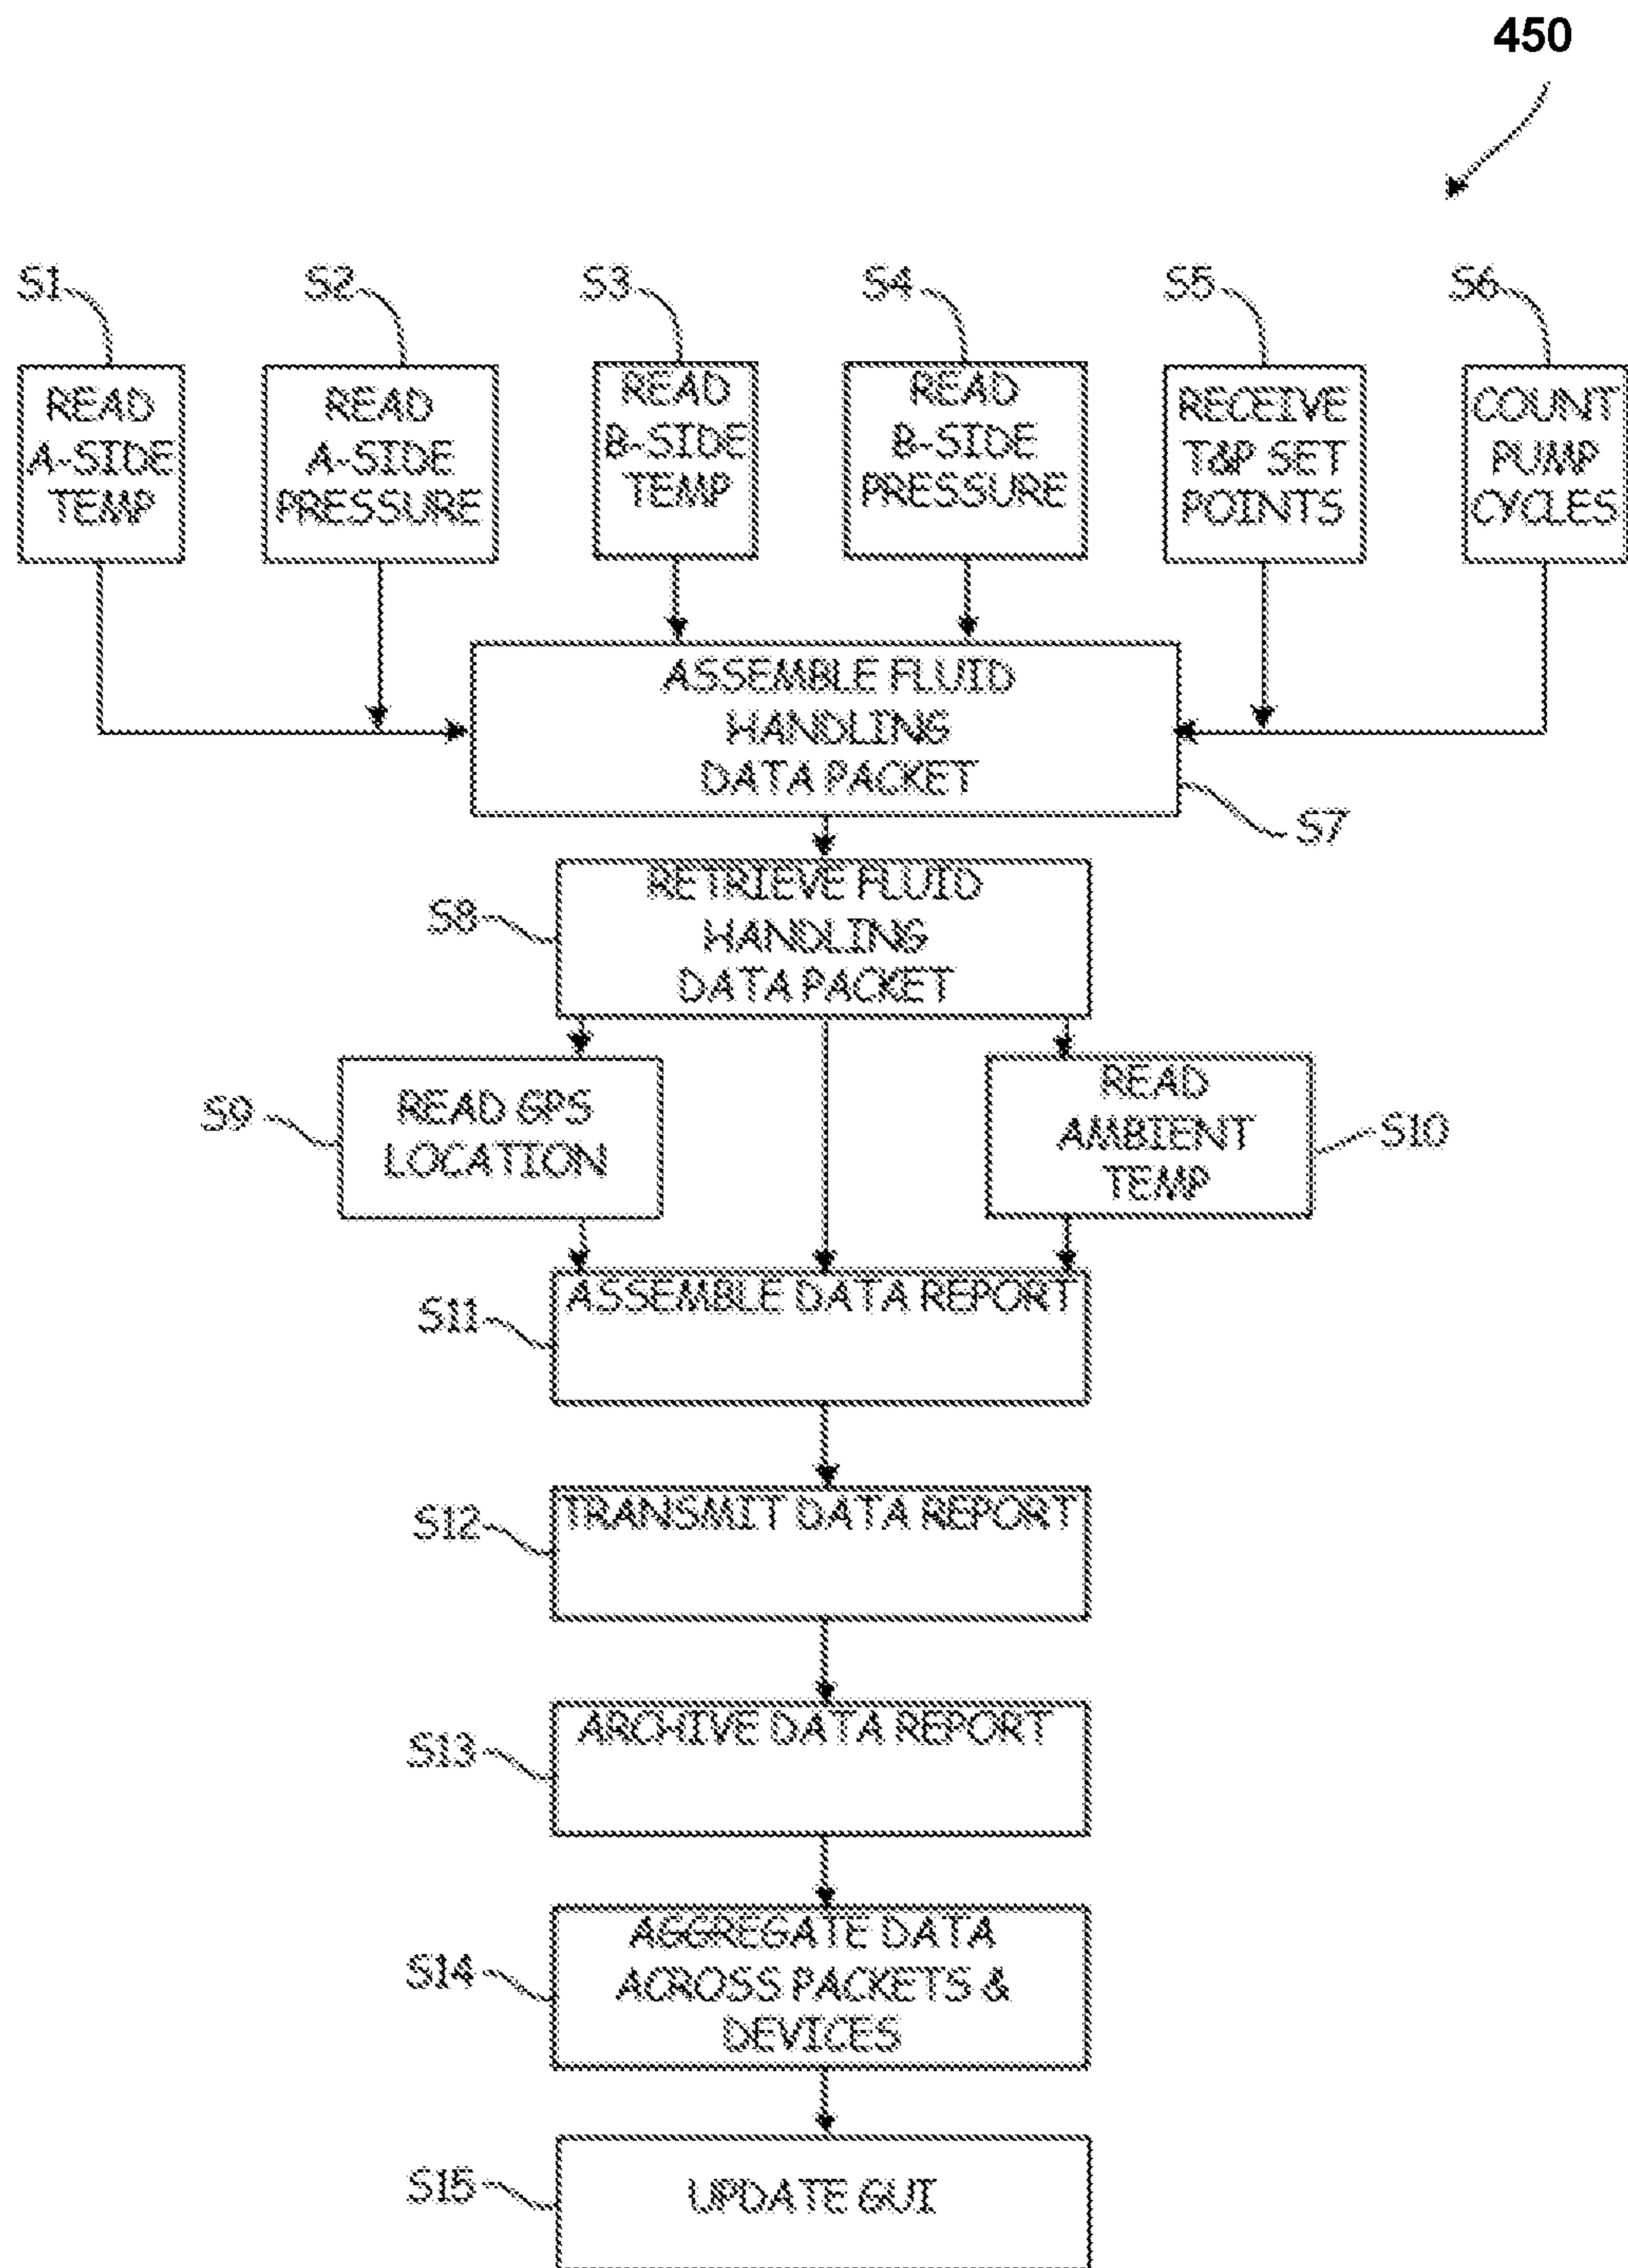 450
S1
S2
S3
S4
S5
S6
READ
A-SIDE
TEMP
READ
A-SIDE
PRESSURE
READ
B-SIDE
TEMP
READ
B-SIDE
PRESSURE
RECEIVE
T&P SET
POINTS
COUNT
PUMP
CYCLES
ASSEMBLE FLUID
HANDLING
DATA PACKET
S7
S8
RETRIEVE FLUID
HANDLING
DATA PACKET
S9
READ GPS
LOCATION
READ
AMBIENT
TEMP
S10
S11
ASSEMBLE DATA REPORT
S12
TRANSMIT DATA REPORT
S13
ARCHIVE DATA REPORT
S14
AGGREGATE DATA
ACROSS PACKETS &
DEVICES
S15
UPDATE GUI